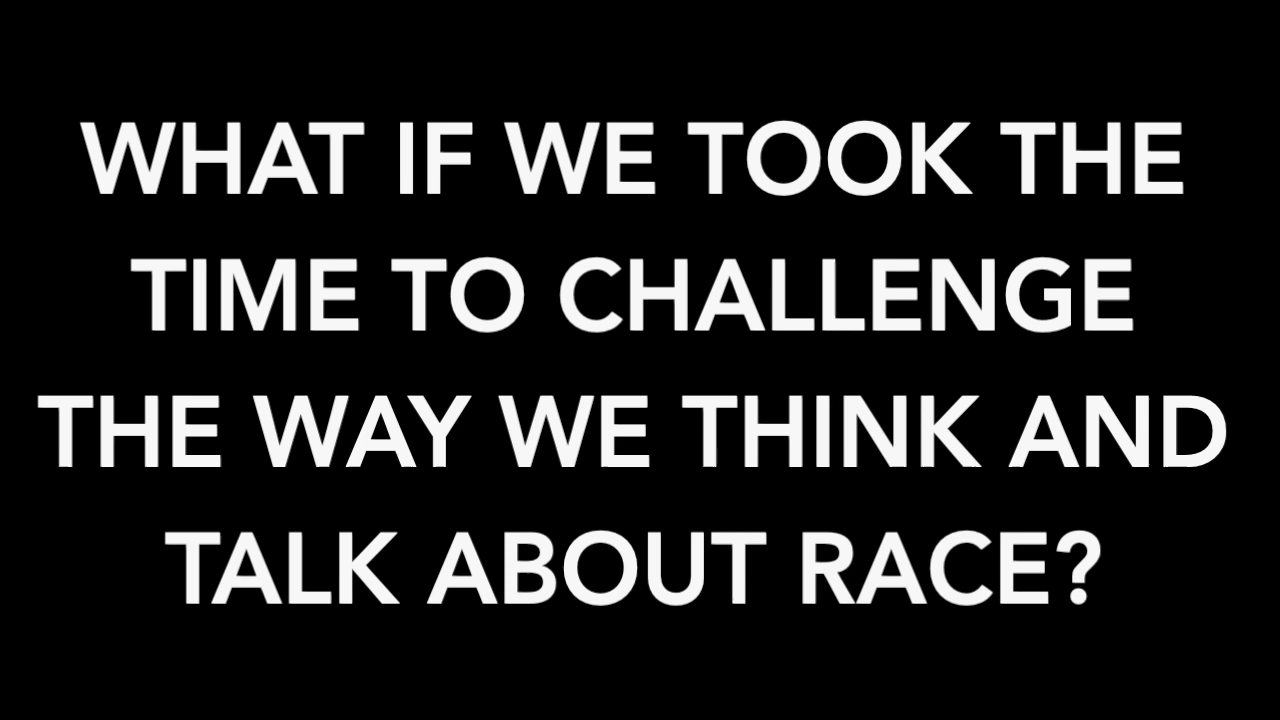 WHAT IF WE TOOK THE
TIME TO CHALLENGE
THE WAY WE THINK AND
TALK ABOUT RACE?